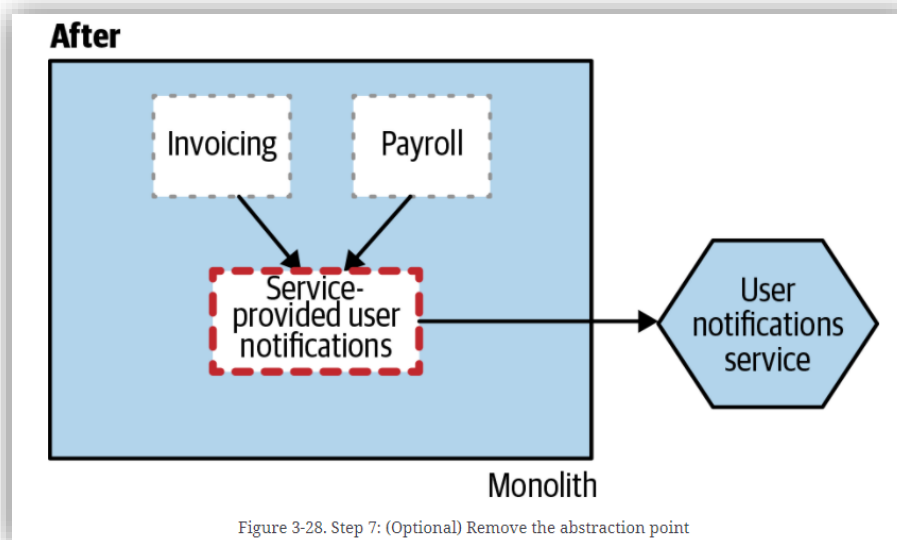 After
Invoicing
Payroll
Service-
provided user
notifications
User
notifications
service
Monolith
Figure 3-28. Step 7: (Optional) Remove the abstraction point